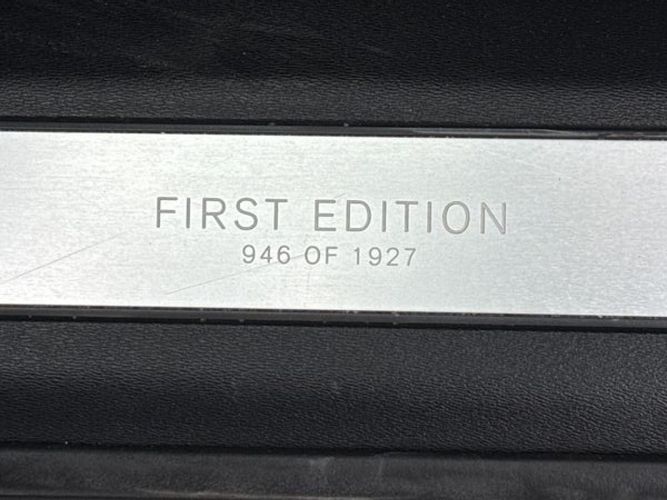 FIRST EDITION
946 OF 1927